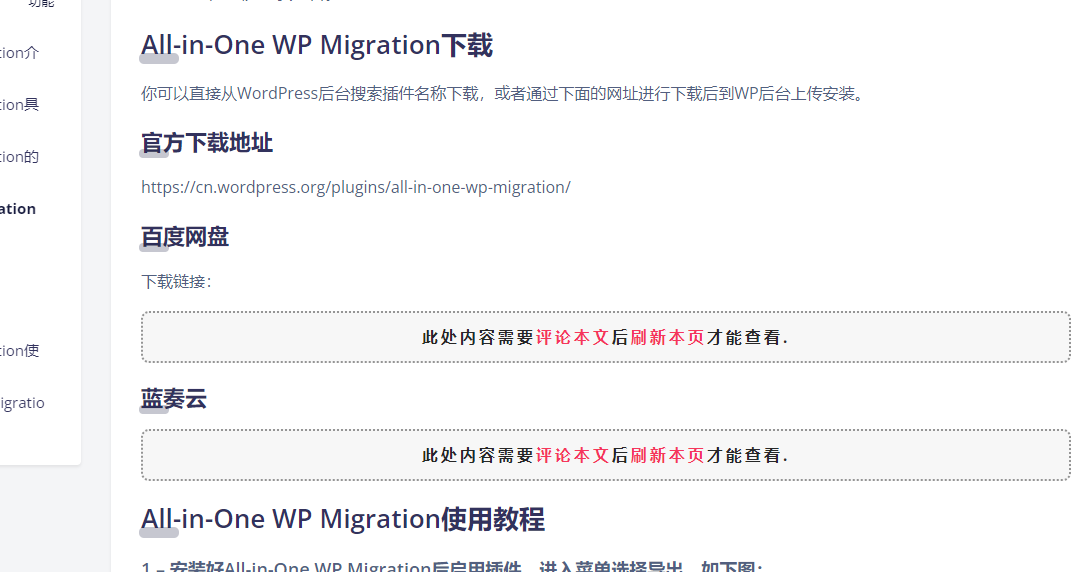 功能
tion介
tion具
tion的
ation
tion使
igratio
All-in-One WP Migration下载
你可以直接从WordPress后台搜索插件名称下载，或者通过下面的网址进行下载后到WP后台上传安装。
官方下载地址
https://cn.wordpress.org/plugins/all-in-one-wp-migration/
百度网盘
下载链接：
此处内容需要评论本文后刷新本页才能查看.
蓝奏云
此处内容需要评论本文后刷新本页才能查看.
All-in-One WP Migration使用教程
1 – 安装好All-in-One WP Migration后启用插件，进入菜单选择导出，如下图：